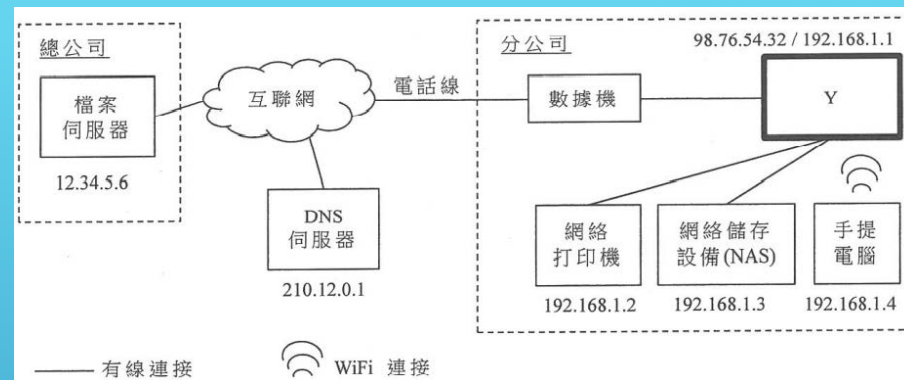 總公司
檔案
伺服器
12.34.5.6
互聯網
DNS
伺服器
210.12.0.1
電話線
分公司
98.76.54.32 / 192.168.1.1
數據機
Y
網絡
打印機
192.168.1.2
網絡儲存
設備(NAS)
192.168.1.3
手提
電腦
192.168.1.4
有線連接
WiFi 連接